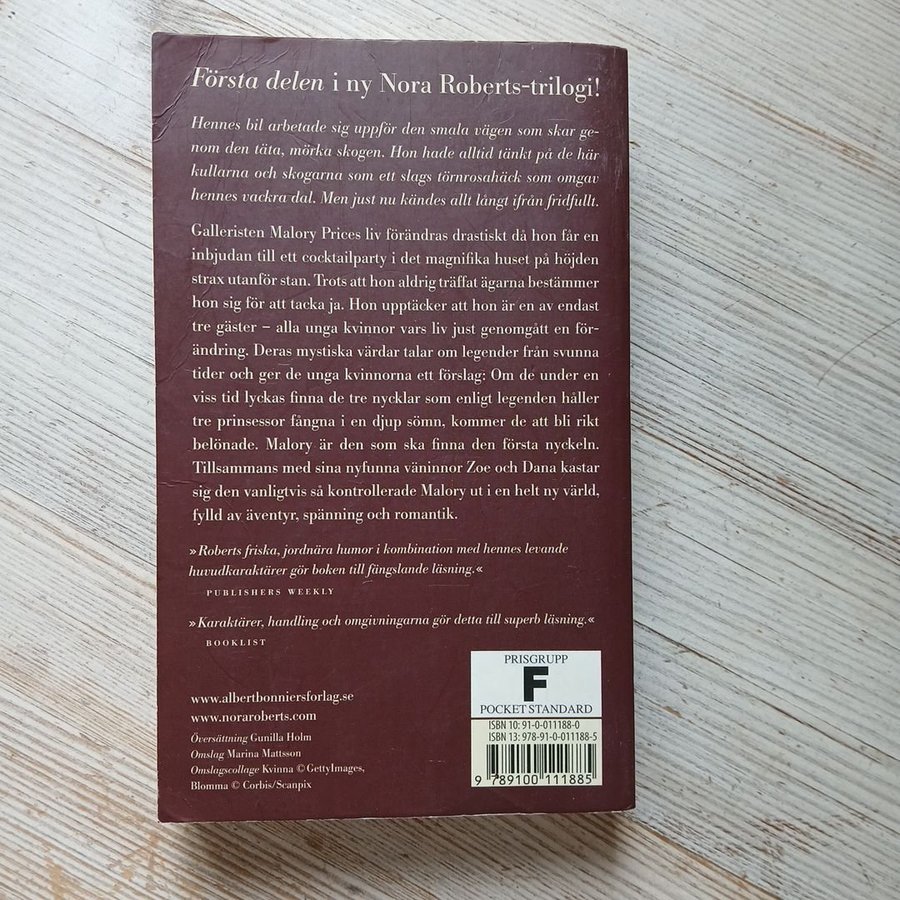 Första delen i ny Nora Roberts-trilogi!
Hennes bil arbetade sig uppför den smala vägen som skar ge-
nom den täta, mörka skogen. Hon hade alltid tänkt på de här
kullarna och skogarna som ett slags törnrosahäck som omgav
hennes vackra dal. Men just nu kändes allt långt ifrån fridfullt.
Galleristen Malory Prices liv förändras drastiskt då hon får en
inbjudan till ett cocktailparty i det magnifika huset på höjden
strax utanför stan. Trots att hon aldrig träffat ägarna bestämmer
hon sig för att tacka ja. Hon upptäcker att hon är en av endast
tre gäster – alla unga kvinnor vars liv just genomgått en för-
ändring. Deras mystiska värdar talar om legender från svunna
tider och ger de unga kvinnorna ett förslag: Om de under en
viss tid lyckas finna de tre nycklar som enligt legenden håller
tre prinsessor fångna i en djup sömn, kommer de att bli rikt
belönade. Malory är den som ska finna den första nyckeln.
Tillsammans med sina nyfunna väninnor Zoe och Dana kastar
sig den vanligtvis så kontrollerade Malory ut i en helt ny värld,
fylld av äventyr, spänning och romantik.
»Roberts friska, jordnära humor i kombination med hennes levande
huvudkaraktärer gör boken till fängslande läsning.«
PUBLISHERS WEEKLY
»Karaktärer, handling och omgivningarna gör detta till superb läsning.«
BOOKLIST
www.albertbonniersforlag.se
www.noraroberts.com
Översättning Gunilla Holm
Omslag Marina Mattsson
Omslagscollage Kvinna © GettyImages,
Blomma © Corbis/Scanpix
PRISGRUPP
F
POCKET STANDARD
ISBN 10: 91-0-011188-0
ISBN 13: 978-91-0-011188-5
9 789100 111885